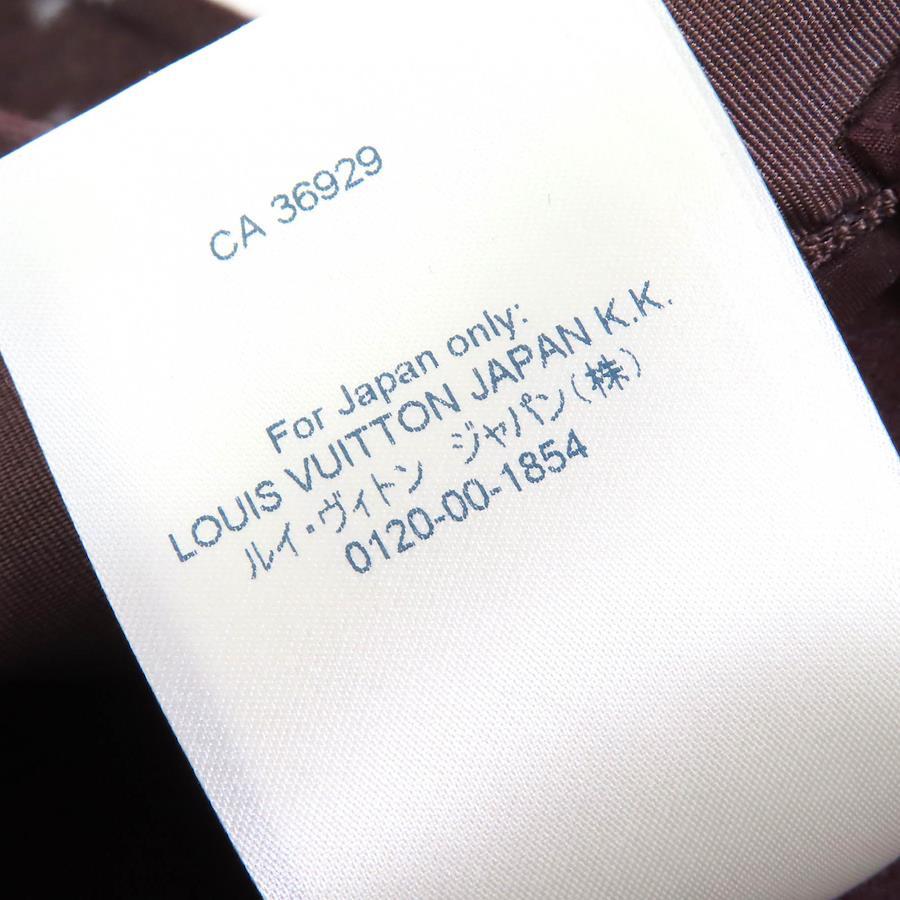 CA 36929
For Japan only:
LOUIS VUITTON JAPAN K.K.
ルイ・ヴィトン ジャパン(株)
0120-00-1854